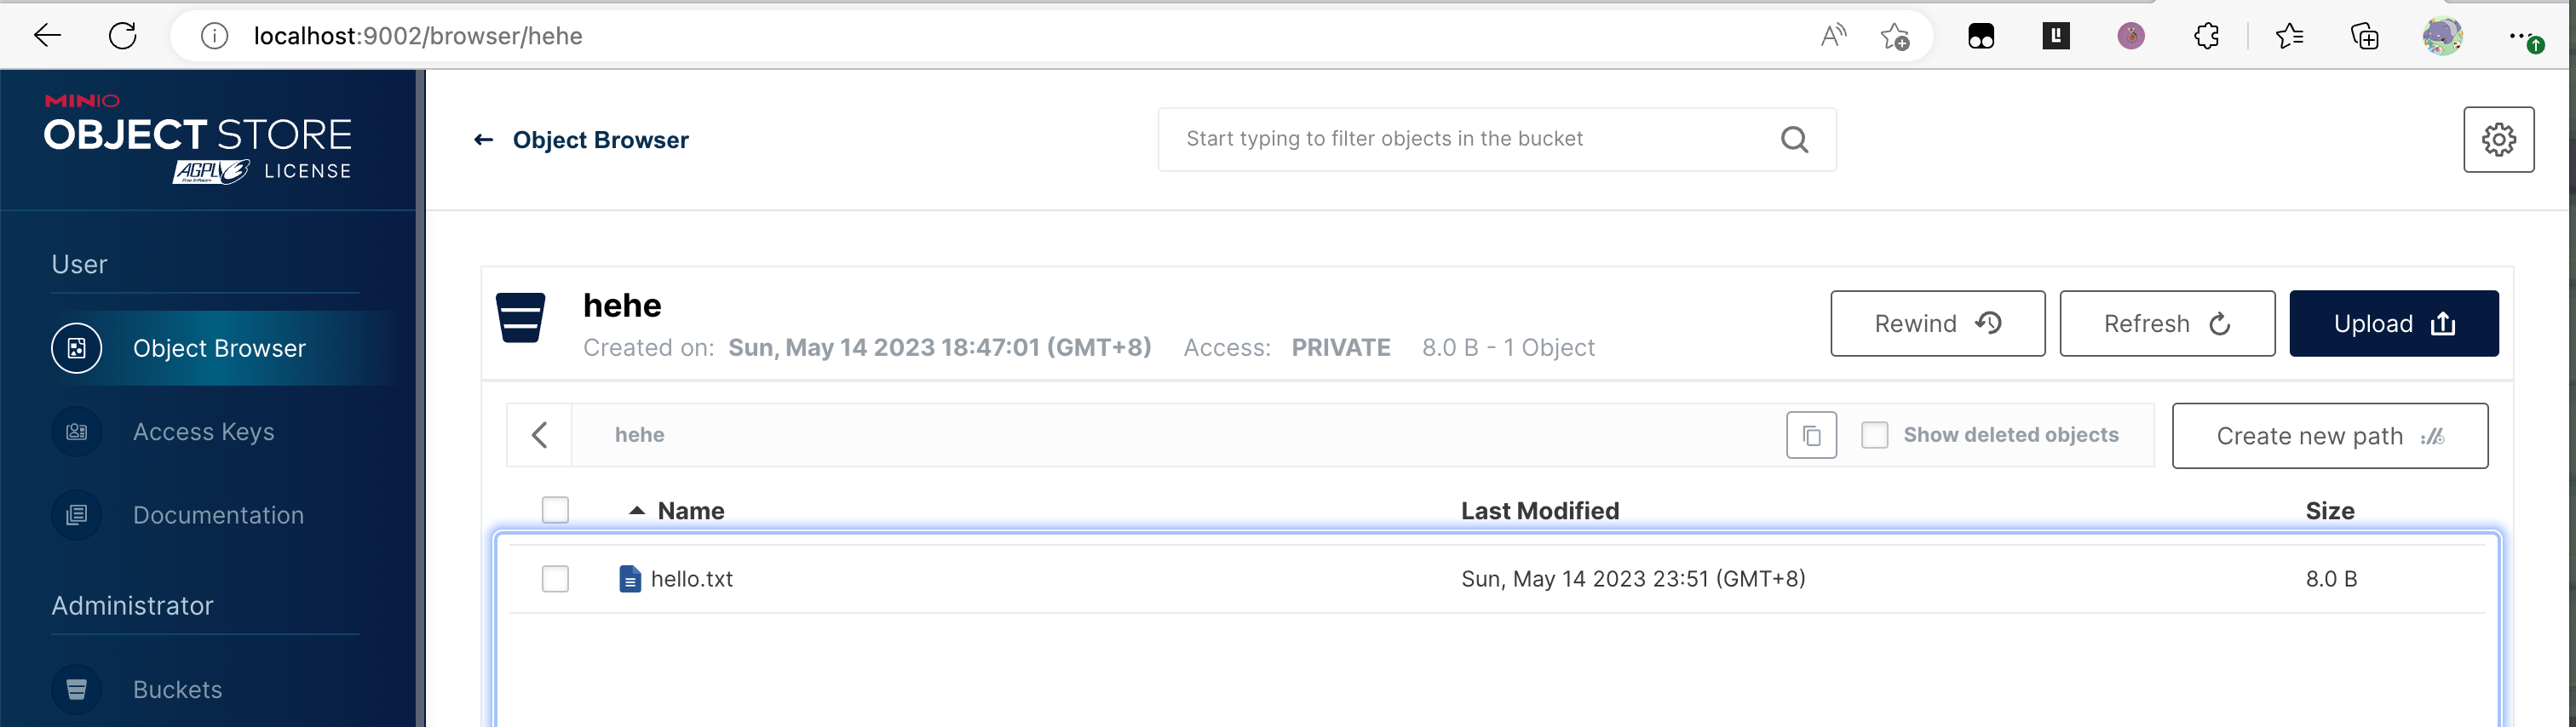 localhost:9002/browser/hehe
MINIO
OBJECT STORE
AGPLv3 LICENSE
Object Browser
Start typing to filter objects in the bucket
User
Object Browser
Access Keys
Documentation
Administrator
Buckets
hehe
Created on: Sun, May 14 2023 18:47:01 (GMT+8) Access: PRIVATE 8.0 B - 1 Object
Rewind
Refresh
Upload
hehe
Show deleted objects
Create new path
Name Last Modified Size
hello.txt Sun, May 14 2023 23:51 (GMT+8) 8.0 B